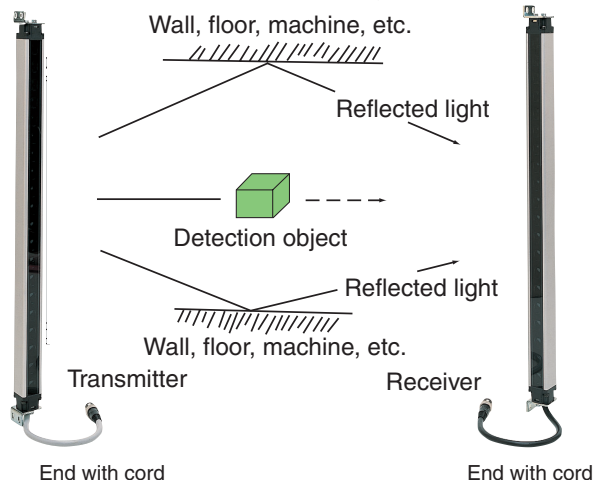 Wall, floor, machine, etc.
Reflected light
Detection object
Reflected light
Wall, floor, machine, etc.
Transmitter
Receiver
End with cord
End with cord